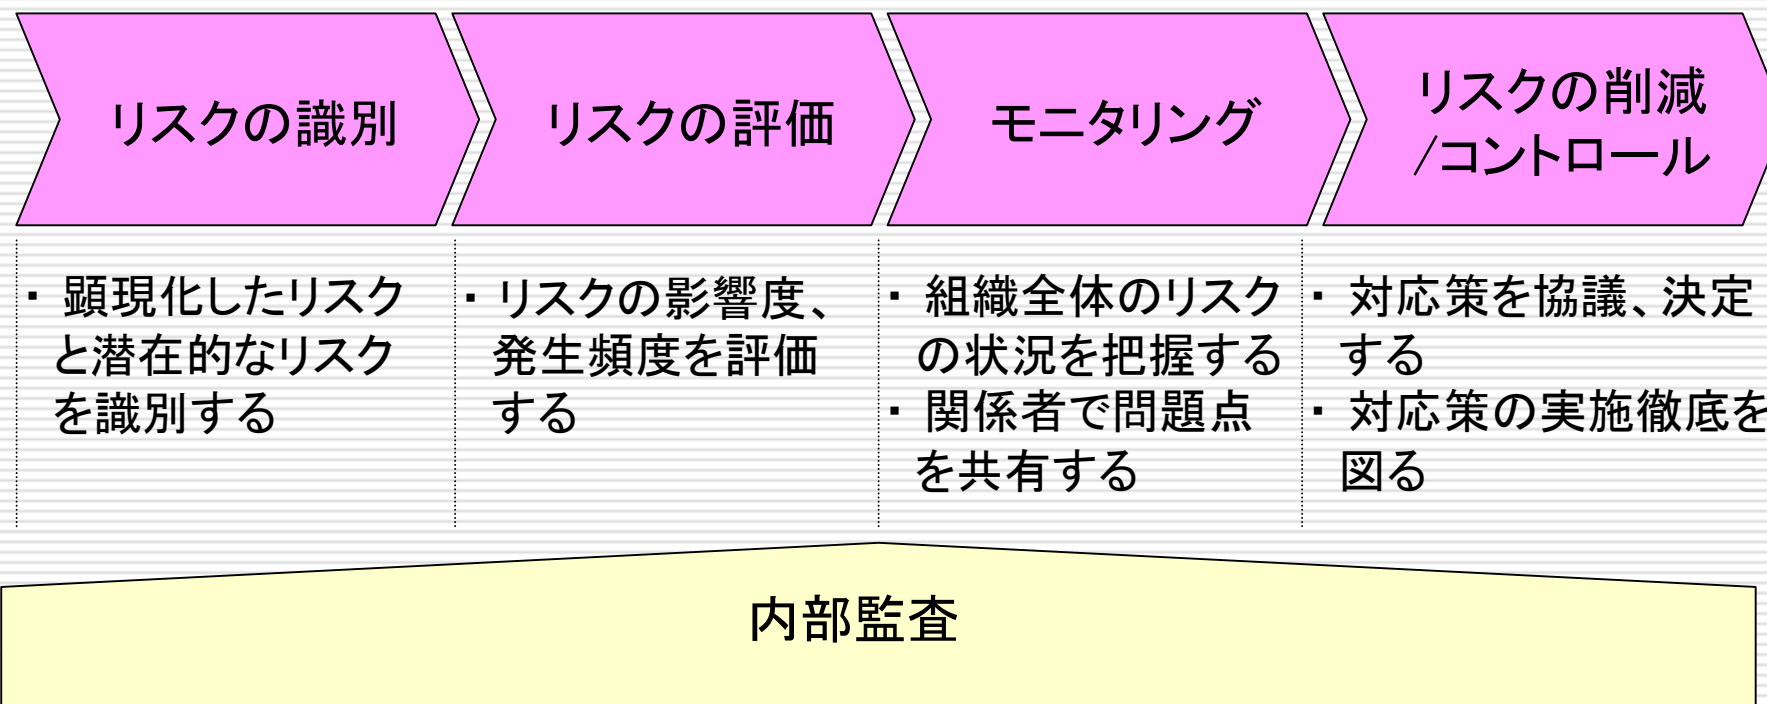 リスクの識別
リスクの評価
モニタリング
リスクの削減
/コントロール
・ 顕現化したリスク
と潜在的なリスク
を識別する
・ リスクの影響度、
発生頻度を評価
する
・ 組織全体のリスク
の状況を把握する
・ 関係者で問題点
を共有する
・ 対応策を協議、決定
する
・ 対応策の実施徹底を
図る
内部監査